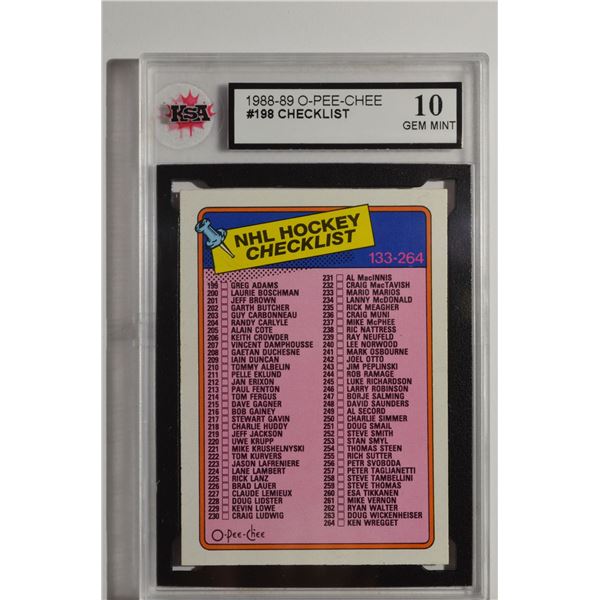 KSA
1988-89 O-PEE-CHEE
#198 CHECKLIST
10
GEM MINT
NHL HOCKEY
CHECKLIST
133-264
199 GREG ADAMS
200 LAURIE BOSCHMAN
201 JEFF BROWN
202 GARTH BUTCHER
203 GUY CARBONNEAU
204 RANDY CARLYLE
205 ALAIN COTE
206 KEITH CROWDER
207 VINCENT DAMPHOUSSE
208 GAETAN DUCHESNE
209 IAIN DUNCAN
210 TOMMY ALBELIN
211 PELLE EKLUND
212 JAN ERIXON
213 PAUL FENTON
214 TOM FERGUS
215 DAVE GAGNER
216 BOB GAINEY
217 STEWART GAVIN
218 CHARLIE HUDDY
219 JEFF JACKSON
220 UWE KRUPP
221 MIKE KRUSHELNYSKI
222 TOM KURVERS
223 JASON LAFRENIERE
224 LANE LAMBERT
225 RICK LANZ
226 BRAD LAUER
227 CLAUDE LEMIEUX
228 DOUG LIDSTER
229 KEVIN LOWE
230 CRAIG LUDWIG
231 AL MacINNIS
232 CRAIG MacTAVISH
233 MARIO MAROIS
234 LANNY McDONALD
235 RICK MEAGHER
236 CRAIG MUNI
237 MIKE McPHEE
238 RIC NATTRESS
239 RAY NEUFELD
240 LEE NORWOOD
241 MARK OSBOURNE
242 JOEL OTTO
243 JIM PEPLINSKI
244 ROB RAMAGE
245 LUKE RICHARDSON
246 LARRY ROBINSON
247 BORJE SALMING
248 DAVID SAUNDERS
249 AL SECORD
250 CHARLIE SIMMER
251 DOUG SMAIL
252 STEVE SMITH
253 STAN SMYL
254 THOMAS STEEN
255 RICH SUTTER
256 PETR SVOBODA
257 PETER TAGLIANETTI
258 STEVE TAMBELLINI
259 STEVE THOMAS
260 ESA TIKKANEN
261 MIKE VERNON
262 RYAN WALTER
263 DOUG WICKENHEISER
264 KEN WREGGET
O-Pee-Chee